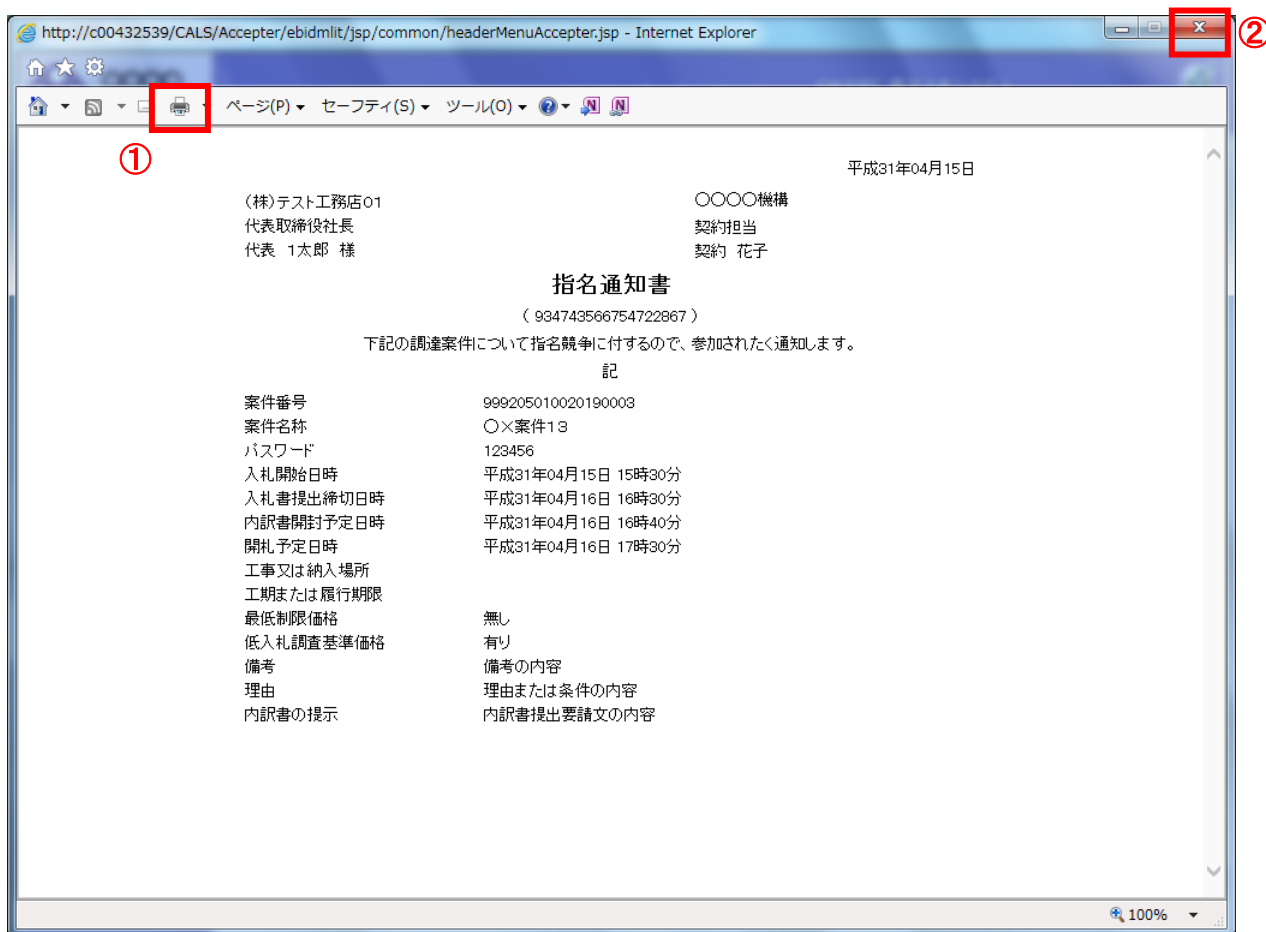 http://c00432539/CALS/Accepter/ebidmlit/jsp/common/headerMenuAccepter.jsp - Internet Explorer
②
ページ(P) セーフティ(S) ツール(O)
①
平成31年04月15日
(株)テスト工務店01 〇〇〇〇機構
代表取締役社長 契約担当
代表 1太郎 様 契約 花子
指名通知書
( 934743566754722867 )
下記の調達案件について指名競争に付するので、参加されたく通知します。
記
案件番号 999205010020190003
案件名称 〇×案件13
パスワード 123456
入札開始日時 平成31年04月15日 15時30分
入札書提出締切日時 平成31年04月16日 16時30分
内訳書開封予定日時 平成31年04月16日 16時40分
開札予定日時 平成31年04月16日 17時30分
工事又は納入場所
工期または履行期限
最低制限価格 無し
低入札調査基準価格 有り
備考 備考の内容
理由 理由または条件の内容
内訳書の提示 内訳書提出要請文の内容
100%